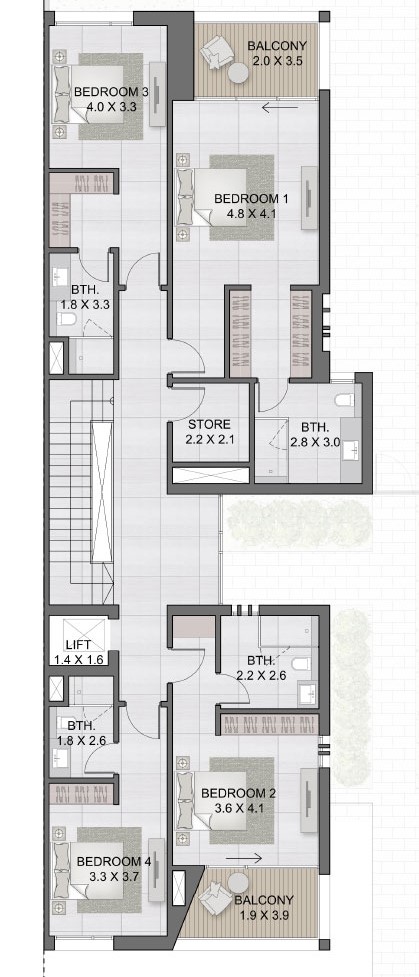 BALCONY
2.0 X 3.5
BEDROOM 3
4.0 X 3.3
BEDROOM 1
4.8 X 4.1
BTH.
1.8 X 3.3
STORE
2.2 X 2.1
BTH.
2.8 X 3.0
LIFT
1.4 X 1.6
BTH.
2.2 X 2.6
BTH.
1.8 X 2.6
BEDROOM 2
3.6 X 4.1
BEDROOM 4
3.3 X 3.7
BALCONY
1.9 X 3.9